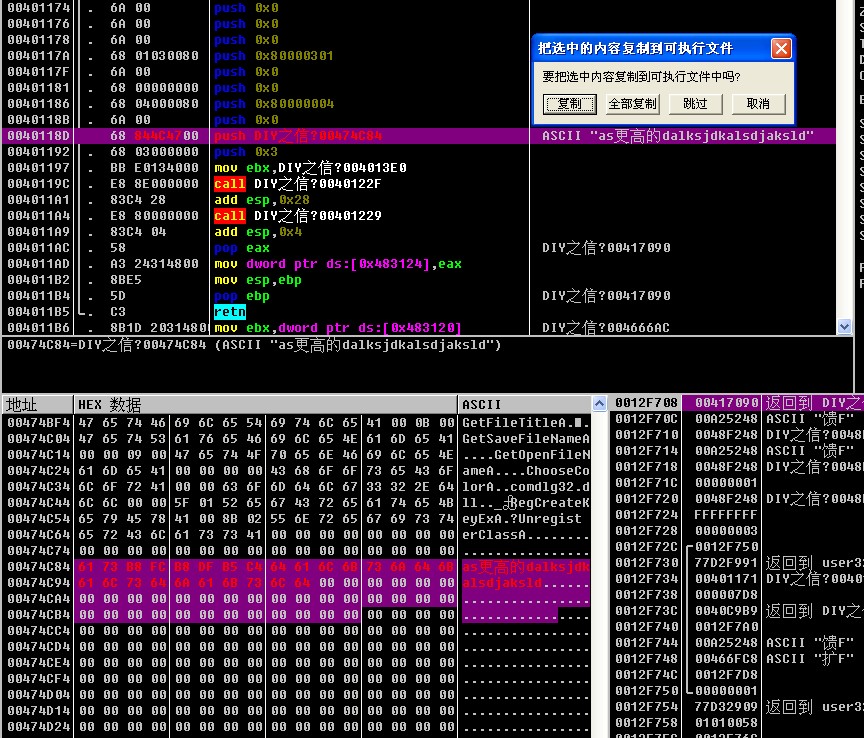 00401174 . 6A 00 push 0x0
00401176 . 6A 00 push 0x0
00401178 . 6A 00 push 0x0
0040117A . 68 01030080 push 0x80000301
0040117F . 6A 00 push 0x0
00401181 . 68 00000000 push 0x0
00401186 . 68 04000080 push 0x80000004
0040118B . 6A 00 push 0x0
0040118D . 68 844C4700 push DIY之信?00474C84 ASCII "as更高的dalksjdkalsdjaksld"
00401192 . 68 03000000 push 0x3
00401197 . BB E0134000 mov ebx,DIY之信?004013E0
0040119C . E8 8E000000 call DIY之信?0040122F
004011A1 . 83C4 28 add esp,0x28
004011A4 . E8 80000000 call DIY之信?00401229
004011A9 . 83C4 04 add esp,0x4
004011AC . 58 pop eax DIY之信?00417090
004011AD . A3 24314800 mov dword ptr ds:[0x483124],eax
004011B2 . 8BE5 mov esp,ebp
004011B4 . 5D pop ebp DIY之信?00417090
004011B5 . C3 retn
004011B6 . 8B1D 2031480 mov ebx,dword ptr ds:[0x483120] DIY之信?004666AC
把选中的内容复制到可执行文件
要把选中内容复制到可执行文件中吗?
复制 全部复制 跳过 取消
00474C84=DIY之信?00474C84 (ASCII "as更高的dalksjdkalsdjaksld")
地址 HEX 数据 ASCII
00474BF4 47 65 74 46 69 6C 65 54 69 74 6C 65 41 00 0B 00 GetFileTitleA...
00474C04 47 65 74 53 61 76 65 46 69 6C 65 4E 61 6D 65 41 GetSaveFileNameA
00474C14 00 00 09 00 47 65 74 4F 70 65 6E 46 69 6C 65 4E ....GetOpenFileN
00474C24 61 6D 65 41 00 00 00 00 43 68 6F 6F 73 65 43 6F ameA....ChooseCo
00474C34 6C 6F 72 41 00 00 63 6F 6D 64 6C 67 33 32 2E 64 lorA..comdlg32.d
00474C44 6C 6C 00 00 5F 01 52 65 67 43 72 65 61 74 65 4B ll.._.RegCreateK
00474C54 65 79 45 78 41 00 8B 02 55 6E 72 65 67 69 73 74 eyExA.?Unregist
00474C64 65 72 43 6C 61 73 73 41 00 00 00 00 00 00 00 00 erClassA........
00474C74 00 00 00 00 00 00 00 00 00 00 00 00 00 00 00 00 ................
00474C84 61 73 B8 FC B8 DF B5 C4 64 61 6C 6B 73 6A 64 6B as更高的dalksjdk
00474C94 61 6C 73 64 6A 61 6B 73 6C 64 00 00 00 00 00 00 alsdjaksld......
00474CA4 00 00 00 00 00 00 00 00 00 00 00 00 00 00 00 00 ................
00474CB4 00 00 00 00 00 00 00 00 00 00 00 00 00 00 00 00 ................
00474CC4 00 00 00 00 00 00 00 00 00 00 00 00 00 00 00 00 ................
00474CD4 00 00 00 00 00 00 00 00 00 00 00 00 00 00 00 00 ................
00474CE4 00 00 00 00 00 00 00 00 00 00 00 00 00 00 00 00 ................
00474CF4 00 00 00 00 00 00 00 00 00 00 00 00 00 00 00 00 ................
00474D04 00 00 00 00 00 00 00 00 00 00 00 00 00 00 00 00 ................
00474D14 00 00 00 00 00 00 00 00 00 00 00 00 00 00 00 00 ................
00474D24 00 00 00 00 00 00 00 00 00 00 00 00 00 00 00 00 ................
0012F708 00417090 返回到 DIY之
0012F70C 00A25248 ASCII "馈F"
0012F710 0048F248 DIY之信?0048
0012F714 00A25248 ASCII "馈F"
0012F718 0048F248 DIY之信?0048
0012F71C 00000001
0012F720 0048F248 DIY之信?0048
0012F724 FFFFFFFF
0012F728 00000003
0012F72C 0012F750
0012F730 77D2F991 返回到 user3
0012F734 00401171 DIY之信?0040
0012F738 000007D8
0012F73C 0040C9B9 返回到 DIY之
0012F740 0012F7A0
0012F744 00A25248 ASCII "馈F"
0012F748 00466FC8 ASCII "扩F"
0012F74C 0012F7D8
0012F750 00000001
0012F754 77D32909 返回到 user3
0012F758 01010058